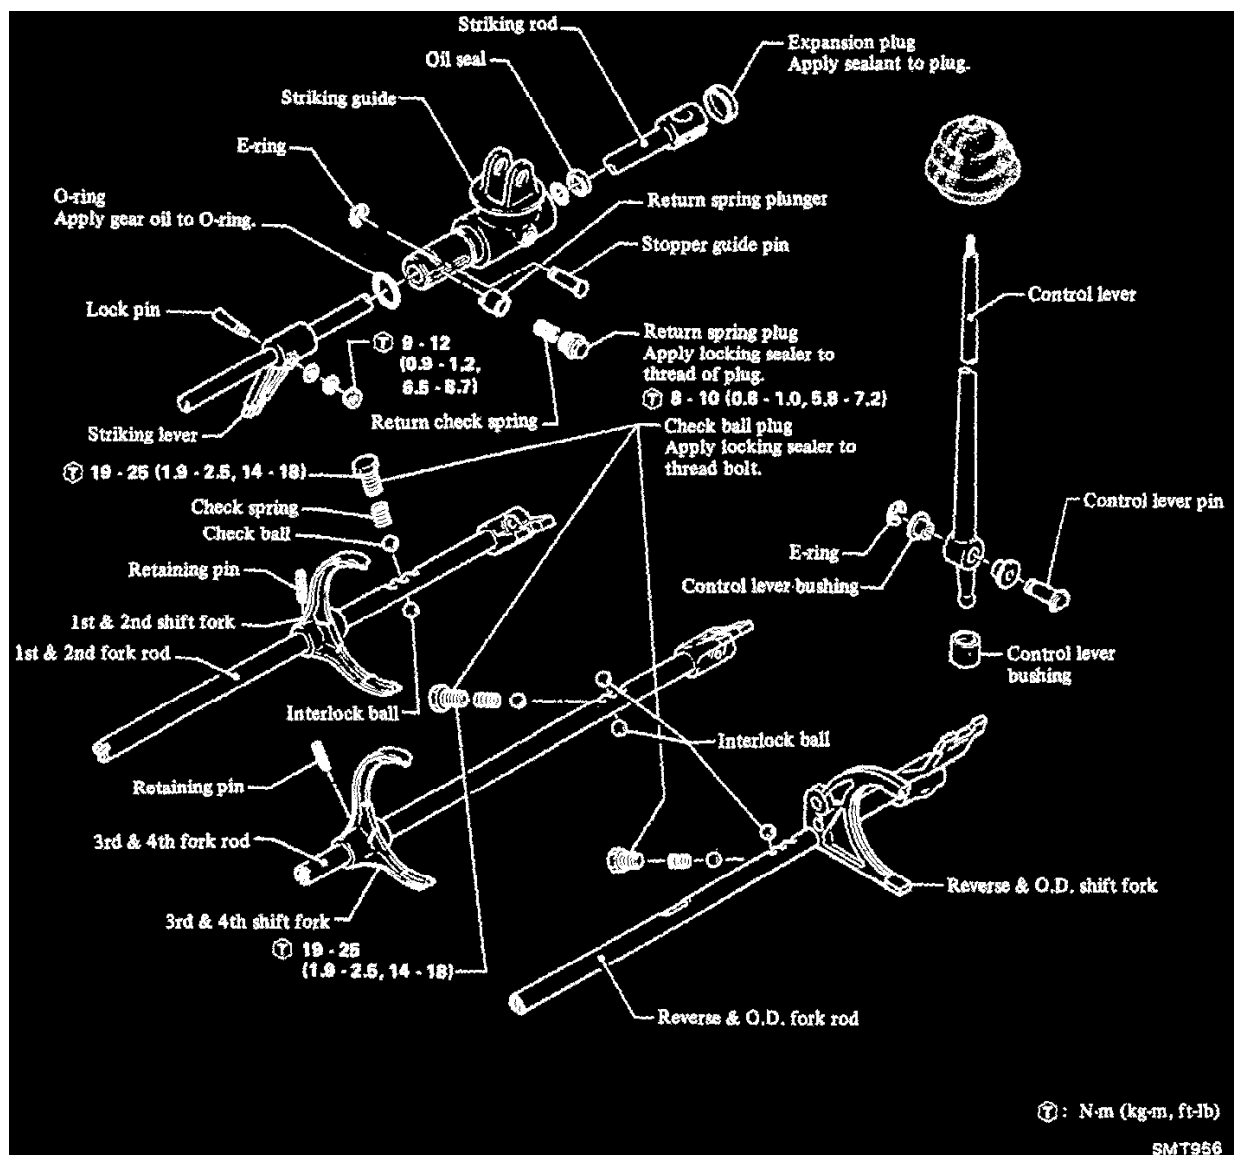 Striking rod
Expansion plug
Apply sealant to plug.
Oil seal
Striking guide
E-ring
O-ring
Apply gear oil to O-ring.
Return spring plunger
Stopper guide pin
Control lever
Lock pin
T 9 - 12
(0.9 - 1.2,
6.5 - 8.7)
Return spring plug
Apply locking sealer to
thread of plug.
T 8 - 10 (0.8 - 1.0, 5.8 - 7.2)
Return check spring
Striking lever
Check ball plug
Apply locking sealer to
thread bolt.
T 19 - 25 (1.9 - 2.5, 14 - 18)
Check spring
Check ball
Control lever pin
E-ring
Retaining pin
Control lever bushing
1st & 2nd shift fork
1st & 2nd fork rod
Control lever
bushing
Interlock ball
Interlock ball
Retaining pin
3rd & 4th fork rod
Reverse & O.D. shift fork
3rd & 4th shift fork
T 19 - 25
(1.9 - 2.5, 14 - 18)
Reverse & O.D. fork rod
T : N·m (kg-m, ft-lb)
SMT956